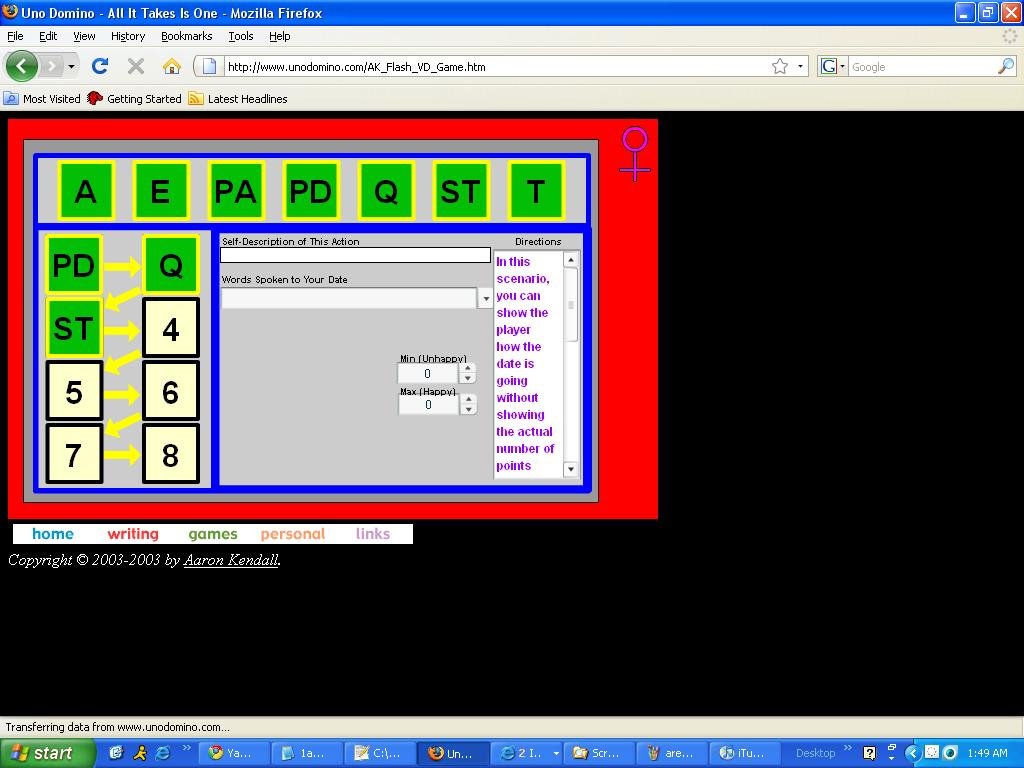 Uno Domino - All It Takes Is One - Mozilla Firefox
File Edit View History Bookmarks Tools Help
http://www.unodomino.com/AK_Flash_VD_Game.htm
G Google
Most Visited Getting Started Latest Headlines
A E PA PD Q ST T
PD Q
ST 4
5 6
7 8
Self-Description of This Action
Words Spoken to Your Date
Min (Unhappy)
0
Max (Happy)
0
Directions
In this
scenario,
you can
show the
player
how the
date is
going
without
showing
the actual
number of
points
home writing games personal links
Copyright © 2003-2003 by Aaron Kendall.
Transferring data from www.unodomino.com...
start Ya... 1a... C:\... Un... 2 I... Scr... are... iTu... Desktop 1:49 AM